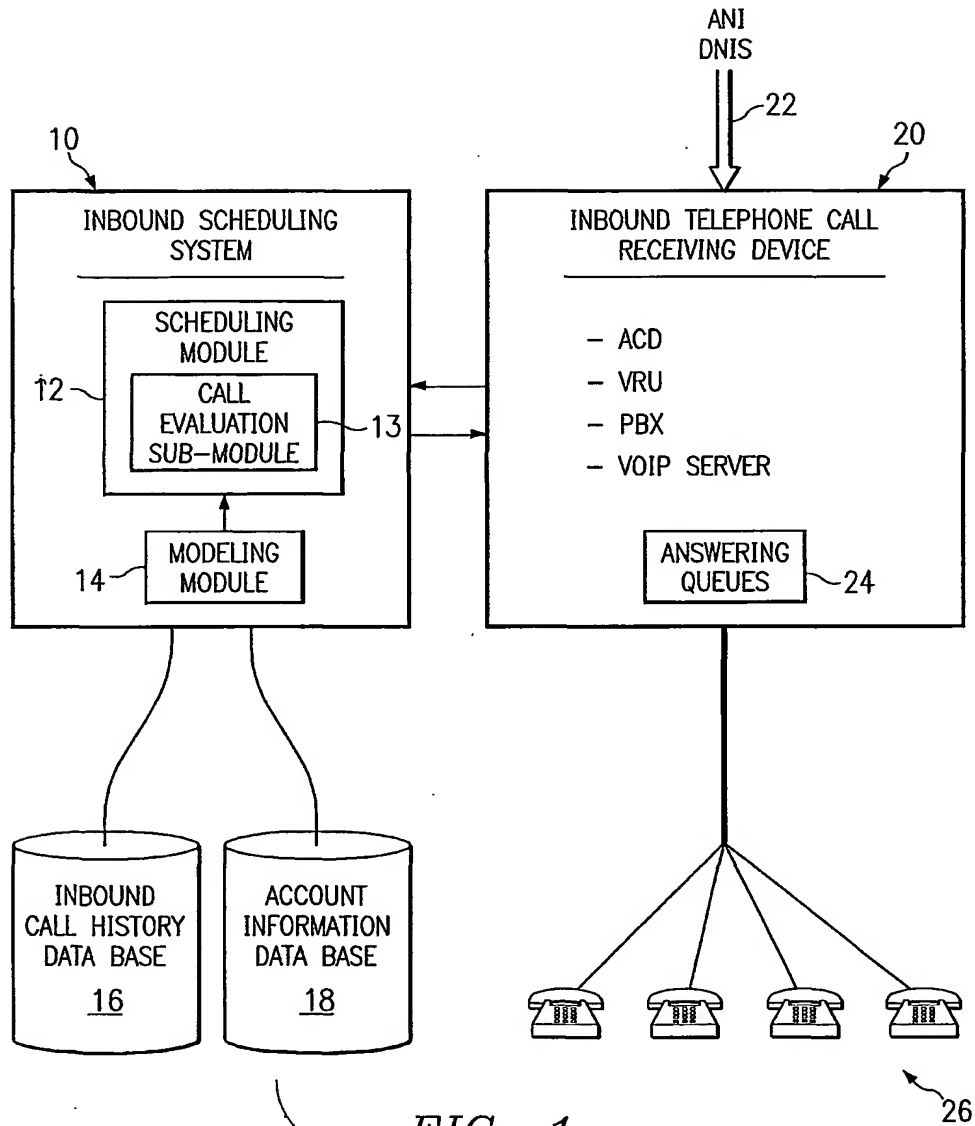 ANI
DNIS
22
10
20
INBOUND SCHEDULING
SYSTEM
SCHEDULING
MODULE
12
CALL
EVALUATION
SUB-MODULE
13
MODELING
MODULE
14
INBOUND TELEPHONE CALL
RECEIVING DEVICE
- ACD
- VRU
- PBX
- VOIP SERVER
ANSWERING
QUEUES
24
INBOUND
CALL HISTORY
DATA BASE
16
ACCOUNT
INFORMATION
DATA BASE
18
26
FIG. 1